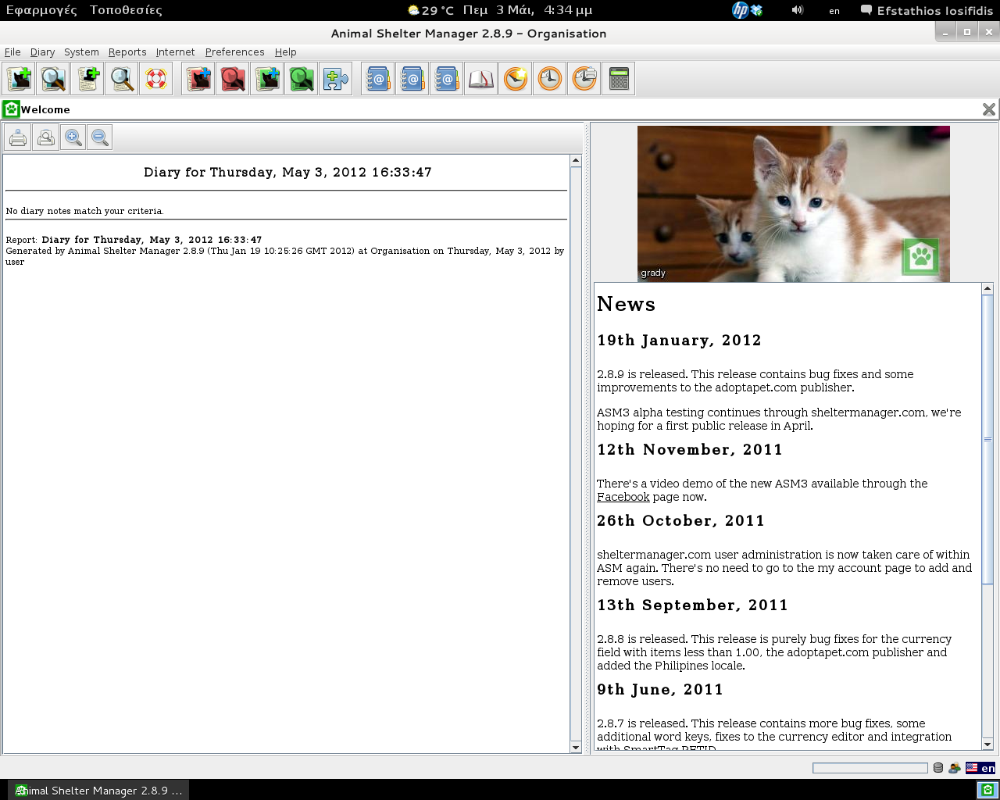 Εφαρμογές Τοποθεσίες 29 °C Πεμ 3 Μάι, 4:34 μμ en Efstathios Iosifidis
Animal Shelter Manager 2.8.9 - Organisation
File Diary System Reports Internet Preferences Help
Welcome
Diary for Thursday, May 3, 2012 16:33:47
No diary notes match your criteria.
Report: Diary for Thursday, May 3, 2012 16:33:47
Generated by Animal Shelter Manager 2.8.9 (Thu Jan 19 10:25:26 GMT 2012) at Organisation on Thursday, May 3, 2012 by
user
grady
News
19th January, 2012
2.8.9 is released. This release contains bug fixes and some
improvements to the adoptapet.com publisher.
ASM3 alpha testing continues through sheltermanager.com, we're
hoping for a first public release in April.
12th November, 2011
There's a video demo of the new ASM3 available through the
Facebook page now.
26th October, 2011
sheltermanager.com user administration is now taken care of within
ASM again. There's no need to go to the my account page to add and
remove users.
13th September, 2011
2.8.8 is released. This release is purely bug fixes for the currency
field with items less than 1.00, the adoptapet.com publisher and
added the Philipines locale.
9th June, 2011
2.8.7 is released. This release contains more bug fixes, some
additional word keys, fixes to the currency editor and integration
with SmartTag PETID
en
Animal Shelter Manager 2.8.9 ...